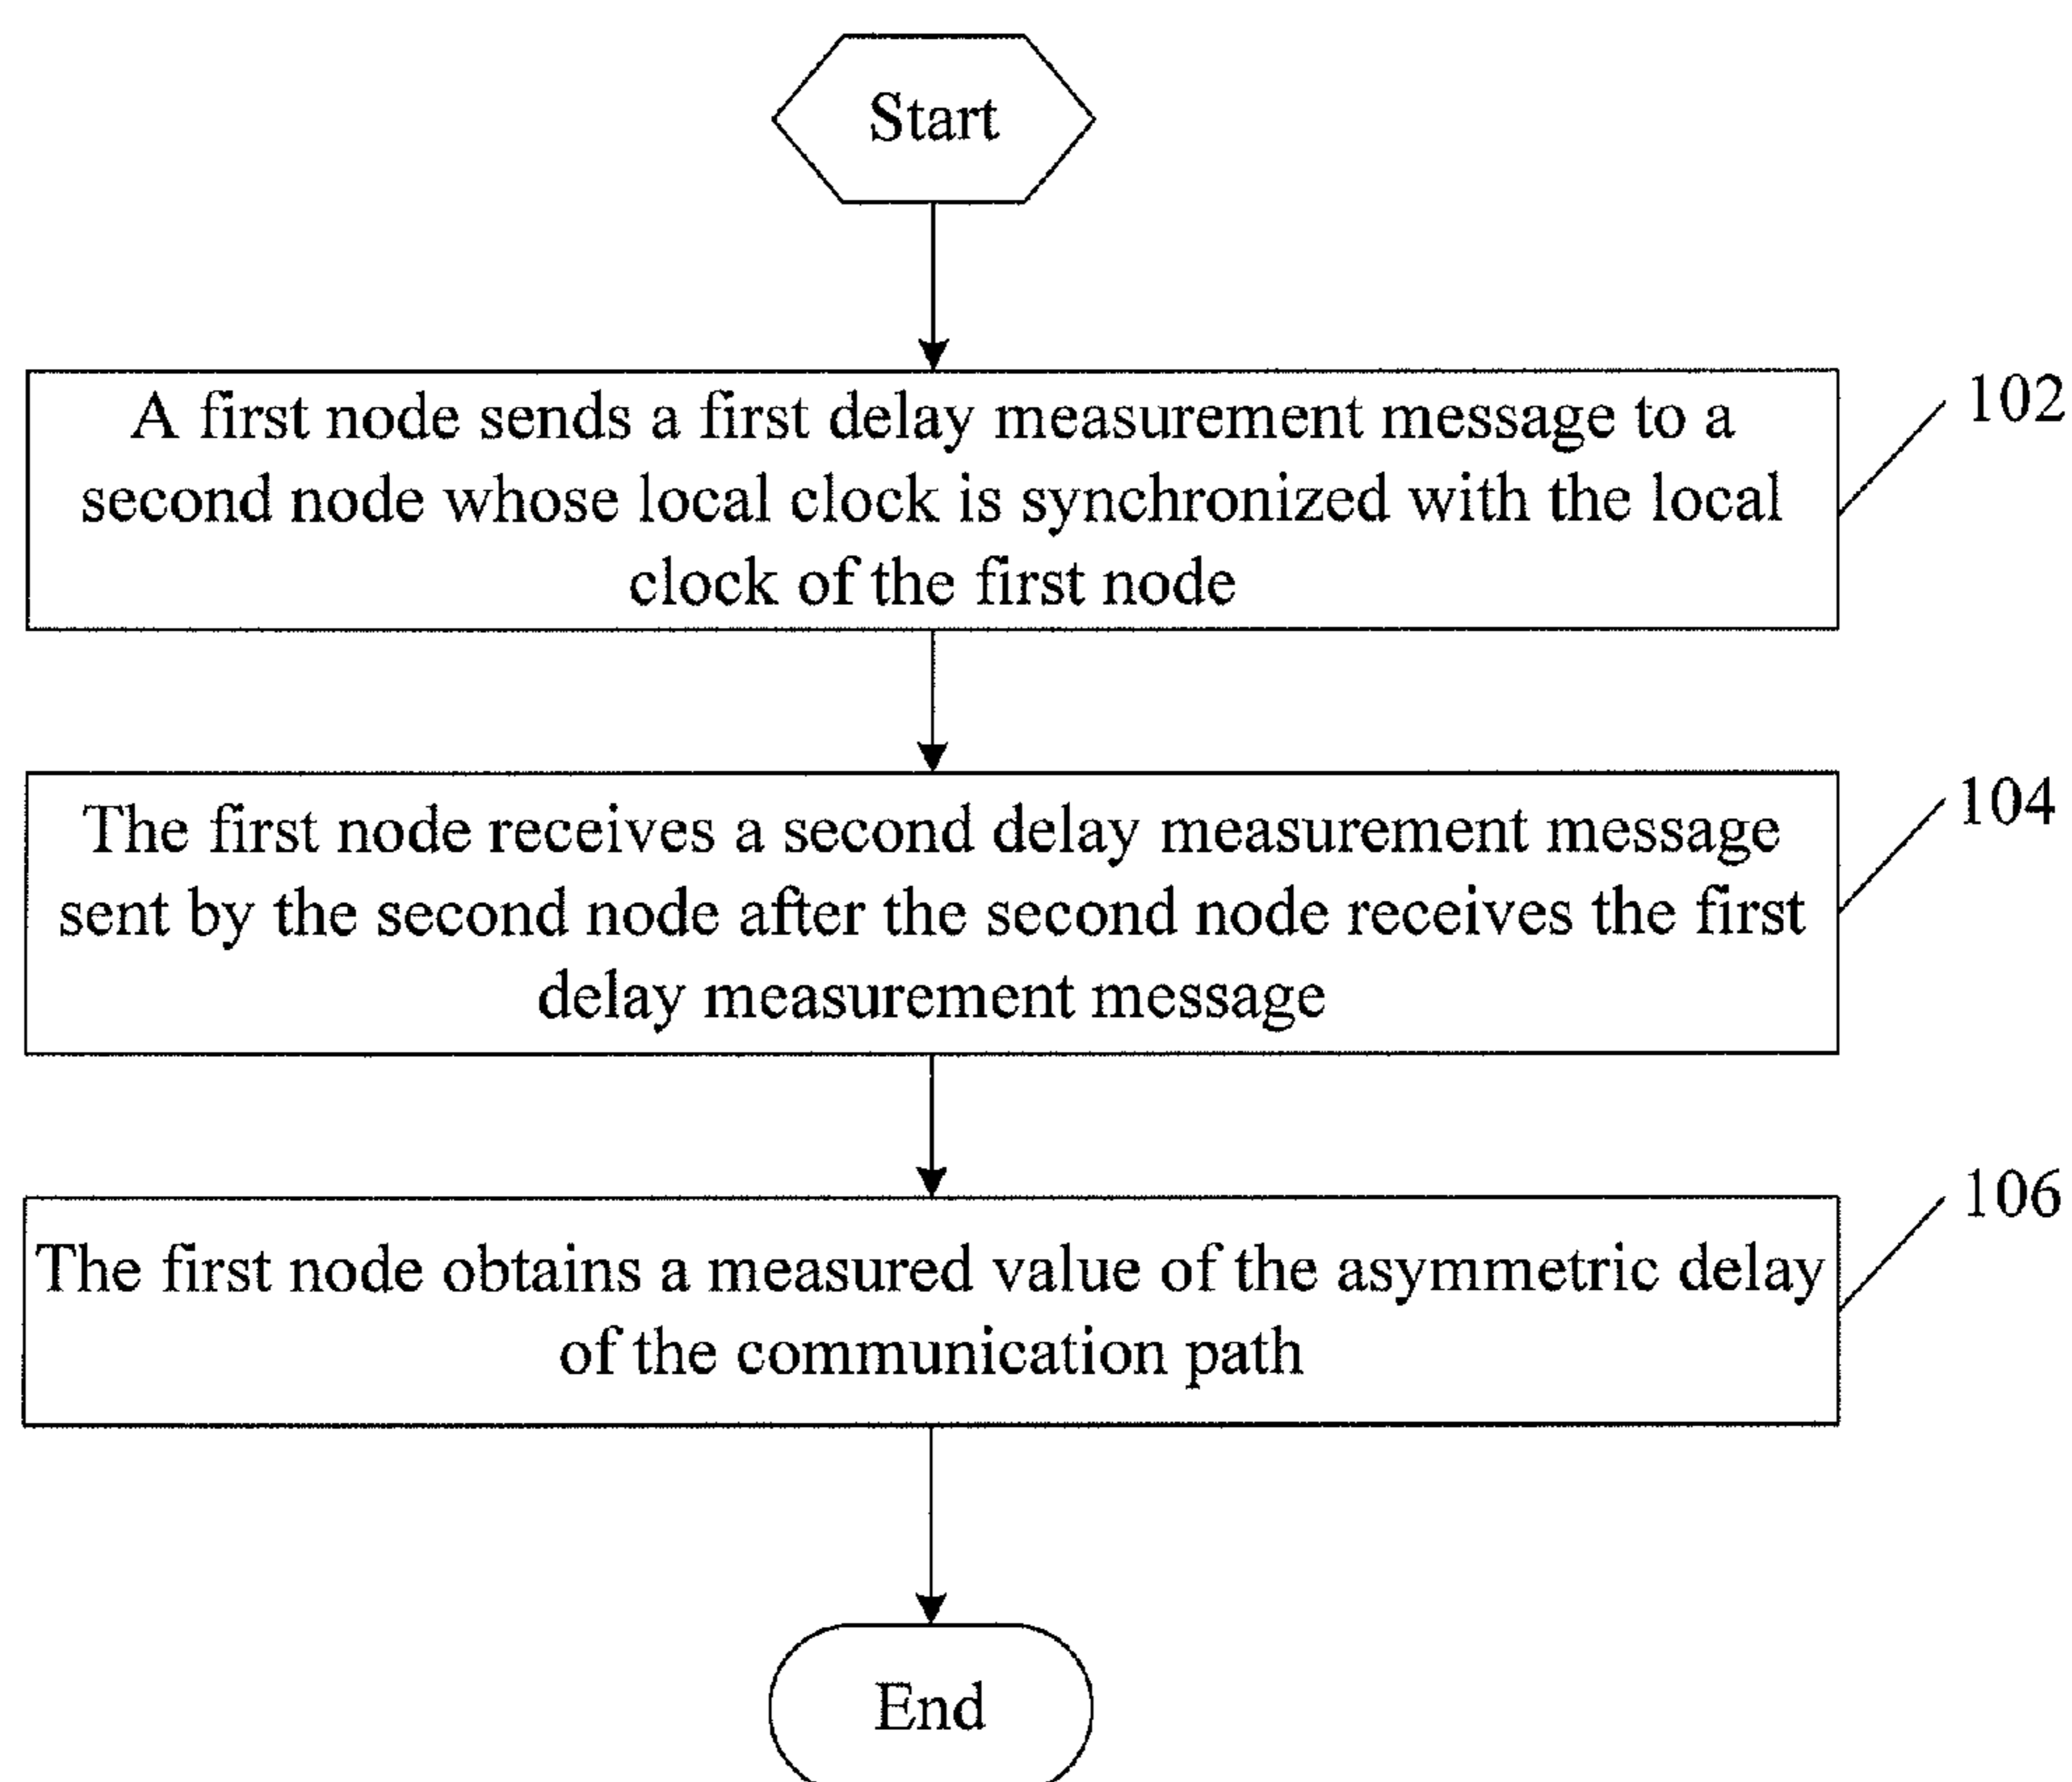 Start
A first node sends a first delay measurement message to a
second node whose local clock is synchronized with the local
clock of the first node
102
The first node receives a second delay measurement message
sent by the second node after the second node receives the first
delay measurement message
104
The first node obtains a measured value of the asymmetric delay
of the communication path
106
End